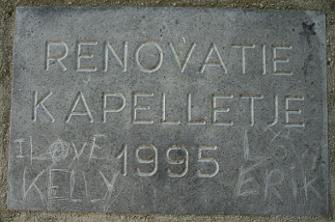 RENOVATIE
KAPELLETJE
1995
I LOVE
KELLY
ERIK